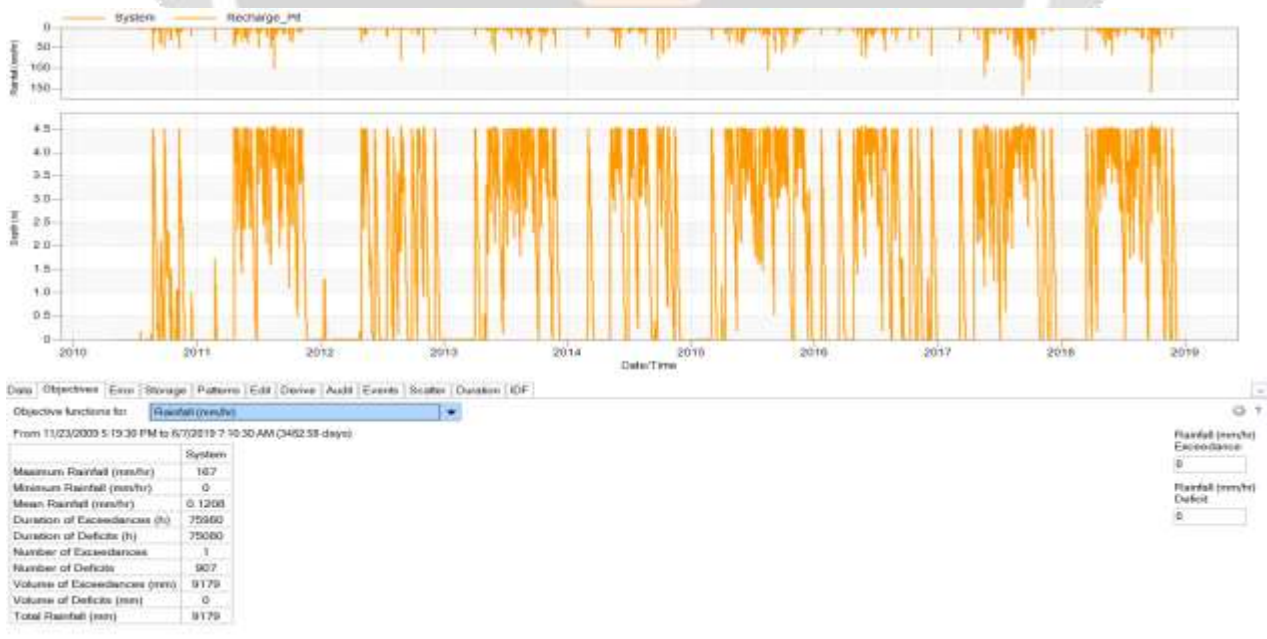 System Recharge_Pit
Rainfall (mm/hr)
0
50
100
150
Depth (m)
4.5
4.0
3.5
3.0
2.5
2.0
1.5
1.0
0.5
0
2010 2011 2012 2013 2014 2015 2016 2017 2018 2019
Date/Time
Data Objectives Error Storage Patterns Edit Derive Audit Events Scatter Duration IDF
Objective functions for: Rainfall (mm/hr)
From 11/23/2009 5:19:30 PM to 6/7/2019 7:10:30 AM (3482.58 days)
System
Maximum Rainfall (mm/hr) 167
Minimum Rainfall (mm/hr) 0
Mean Rainfall (mm/hr) 0.1208
Duration of Exceedances (h) 75960
Duration of Deficits (h) 75080
Number of Exceedances 1
Number of Deficits 907
Volume of Exceedances (mm) 9179
Volume of Deficits (mm) 0
Total Rainfall (mm) 9179
Rainfall (mm/hr)
Exceedance:
0
Rainfall (mm/hr)
Deficit:
0